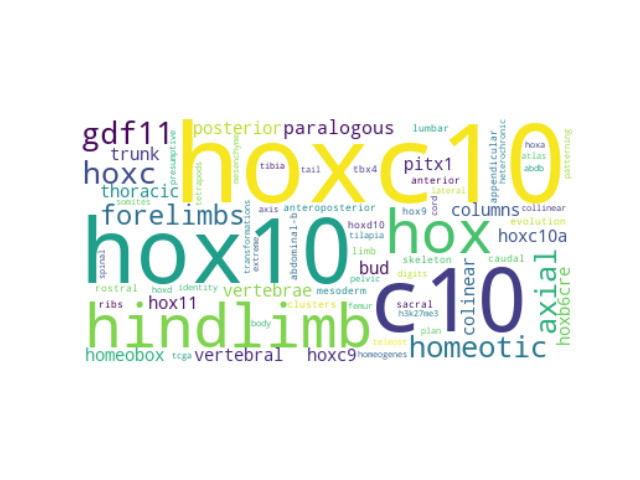 gdf11 posterior paralogous lumbar hoxc10 hoxa
hoxc trunk presumptive mesenchyme tibia tail tbx4 pitx1 anterior appendicular heterochronic atlas abdb patterning
thoracic tetrapods lateral
somites forelimbs axis anteroposterior hox9 cord columns collinear
hox10 transformations extreme abdominal-b hoxd10 tilapia hox evolution hoxc10a
spinal limb bud skeleton caudal axial hoxb6cre
rostral hoxd identity vertebrae mesoderm pelvic digits c10 colinear
ribs hox11 clusters femur sacral h3k27me3
hindlimb body plan
homeobox tcga vertebral hoxc9 homeogenes teleost homeotic